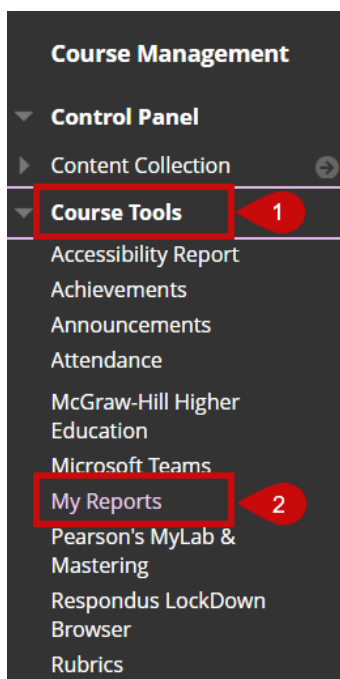 Course Management
Control Panel
Content Collection
Course Tools
1
Accessibility Report
Achievements
Announcements
Attendance
McGraw-Hill Higher
Education
Microsoft Teams
My Reports
2
Pearson's MyLab &
Mastering
Respondus LockDown
Browser
Rubrics